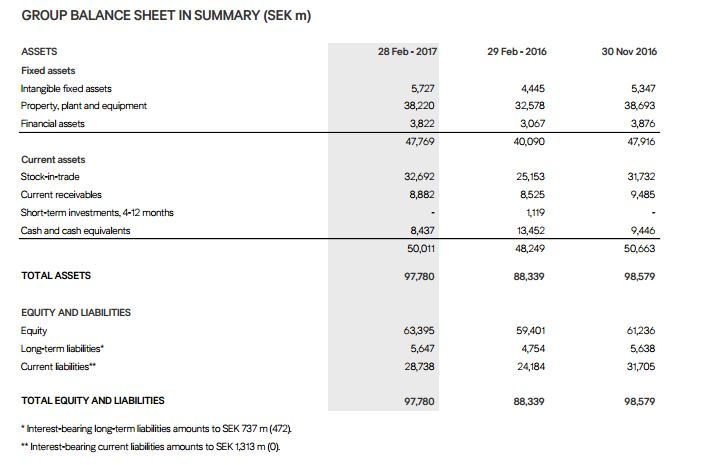 GROUP BALANCE SHEET IN SUMMARY (SEK m)
ASSETS 28 Feb - 2017 29 Feb - 2016 30 Nov 2016
Fixed assets
Intangible fixed assets 5,727 4,445 5,347
Property, plant and equipment 38,220 32,578 38,693
Financial assets 3,822 3,067 3,876
47,769 40,090 47,916
Current assets
Stock-in-trade 32,692 25,153 31,732
Current receivables 8,882 8,525 9,485
Short-term investments, 4-12 months - 1,119 -
Cash and cash equivalents 8,437 13,452 9,446
50,011 48,249 50,663
TOTAL ASSETS 97,780 88,339 98,579
EQUITY AND LIABILITIES
Equity 63,395 59,401 61,236
Long-term liabilities* 5,647 4,754 5,638
Current liabilities** 28,738 24,184 31,705
TOTAL EQUITY AND LIABILITIES 97,780 88,339 98,579
* Interest-bearing long-term liabilities amounts to SEK 737 m (472).
** Interest-bearing current liabilities amounts to SEK 1,313 m (0).